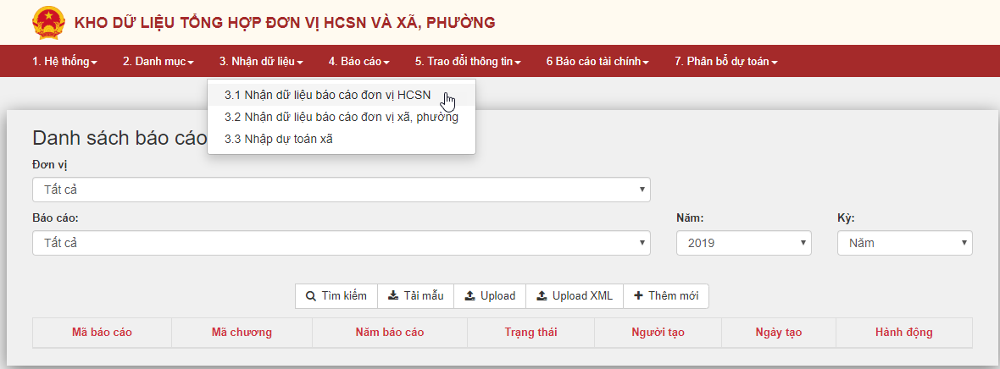 KHO DỮ LIỆU TỔNG HỢP ĐƠN VỊ HCSN VÀ XÃ, PHƯỜNG
1. Hệ thống 2. Danh mục 3. Nhận dữ liệu 4. Báo cáo 5. Trao đổi thông tin 6 Báo cáo tài chính 7. Phân bổ dự toán
3.1 Nhận dữ liệu báo cáo đơn vị HCSN
3.2 Nhận dữ liệu báo cáo đơn vị xã, phường
3.3 Nhập dự toán xã
Danh sách báo cáo
Đơn vị
Tất cả
Báo cáo: Năm: Kỳ:
Tất cả 2019 Năm
Tìm kiếm Tải mẫu Upload Upload XML Thêm mới
Mã báo cáo Mã chương Năm báo cáo Trạng thái Người tạo Ngày tạo Hành động